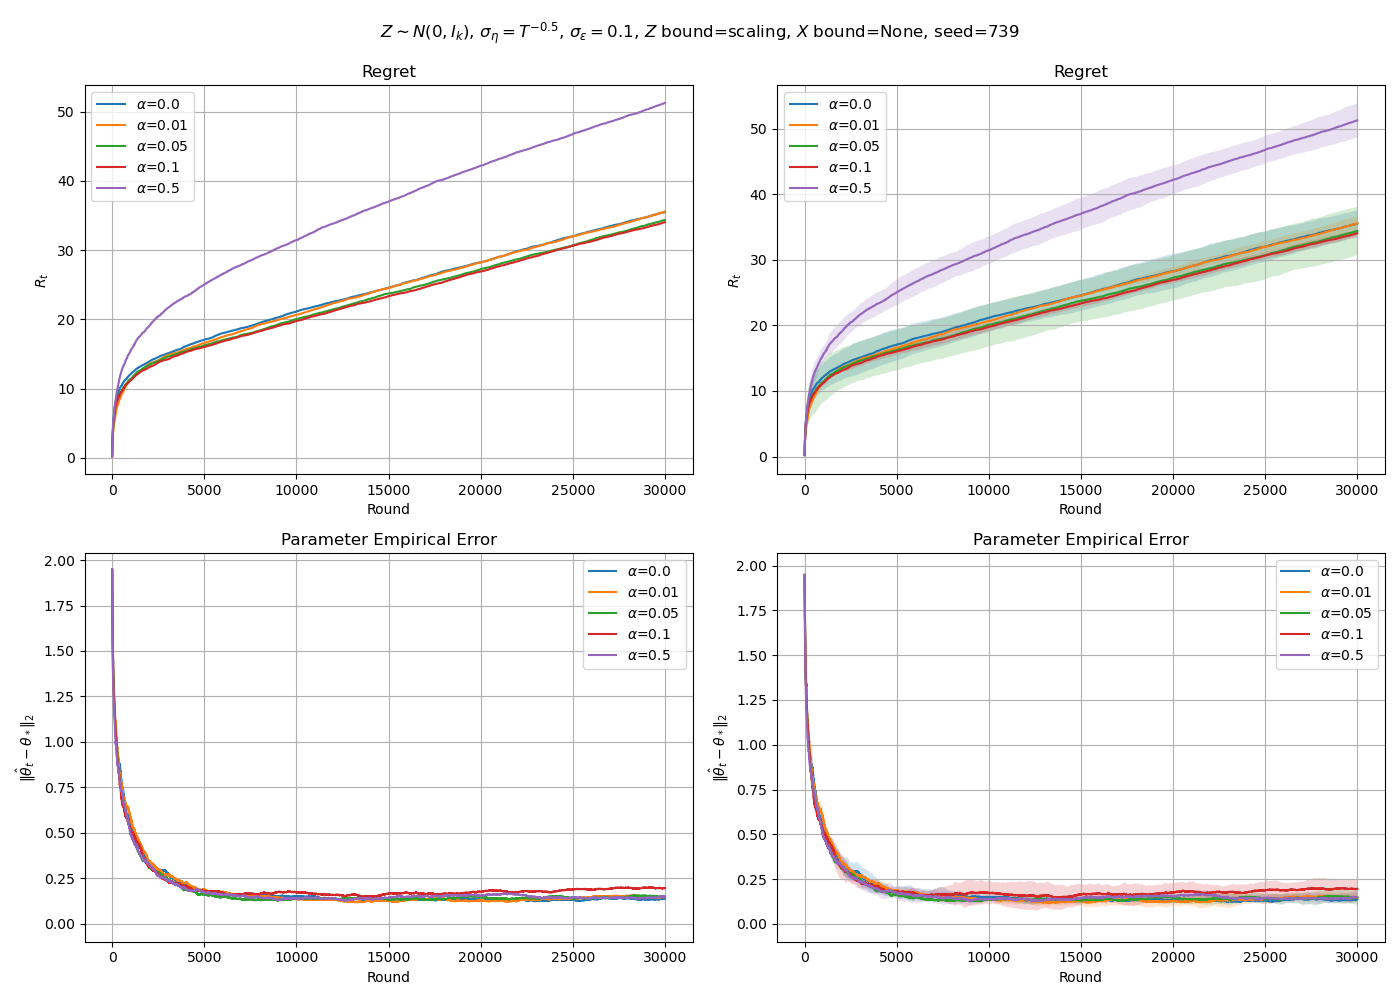 Z ∼ N(0, I_k), σ_η = T^{−0.5}, σ_ε = 0.1, Z bound=scaling, X bound=None, seed=739
Regret
R_t
50
40
30
20
10
0
α=0.0
α=0.01
α=0.05
α=0.1
α=0.5
0 5000 10000 15000 20000 25000 30000
Round
Regret
R_t
50
40
30
20
10
0
α=0.0
α=0.01
α=0.05
α=0.1
α=0.5
0 5000 10000 15000 20000 25000 30000
Round
Parameter Empirical Error
‖θ̂_t − θ_*‖_2
2.00
1.75
1.50
1.25
1.00
0.75
0.50
0.25
0.00
α=0.0
α=0.01
α=0.05
α=0.1
α=0.5
0 5000 10000 15000 20000 25000 30000
Round
Parameter Empirical Error
‖θ̂_t − θ_*‖_2
2.00
1.75
1.50
1.25
1.00
0.75
0.50
0.25
0.00
α=0.0
α=0.01
α=0.05
α=0.1
α=0.5
0 5000 10000 15000 20000 25000 30000
Round